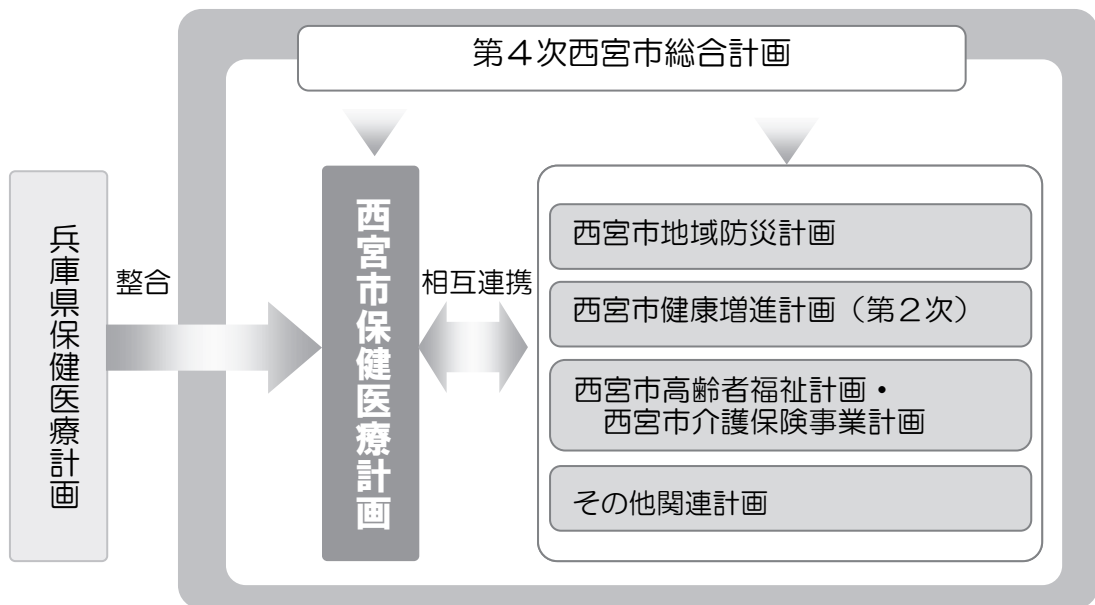 第４次西宮市総合計画
兵庫県保健医療計画
整合
西宮市保健医療計画
相互連携
西宮市地域防災計画
西宮市健康増進計画（第２次）
西宮市高齢者福祉計画・
西宮市介護保険事業計画
その他関連計画